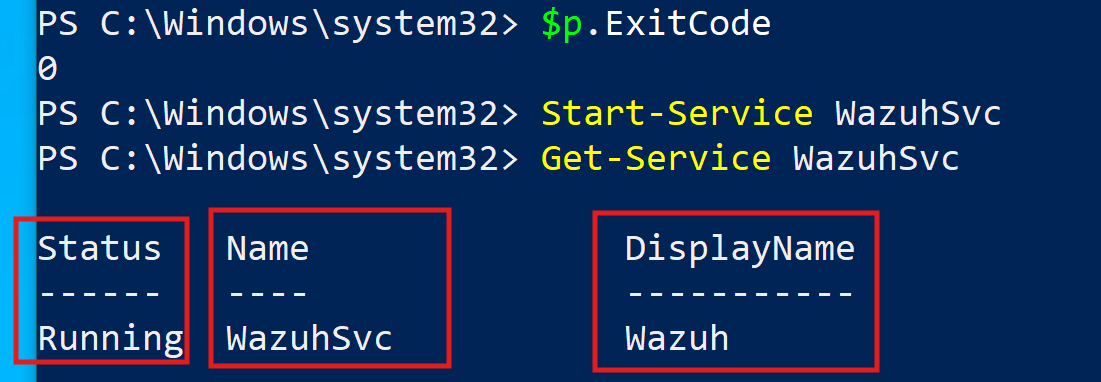 PS C:\Windows\system32> $p.ExitCode
0
PS C:\Windows\system32> Start-Service WazuhSvc
PS C:\Windows\system32> Get-Service WazuhSvc
Status   Name               DisplayName
------   ----               -----------
Running  WazuhSvc           Wazuh